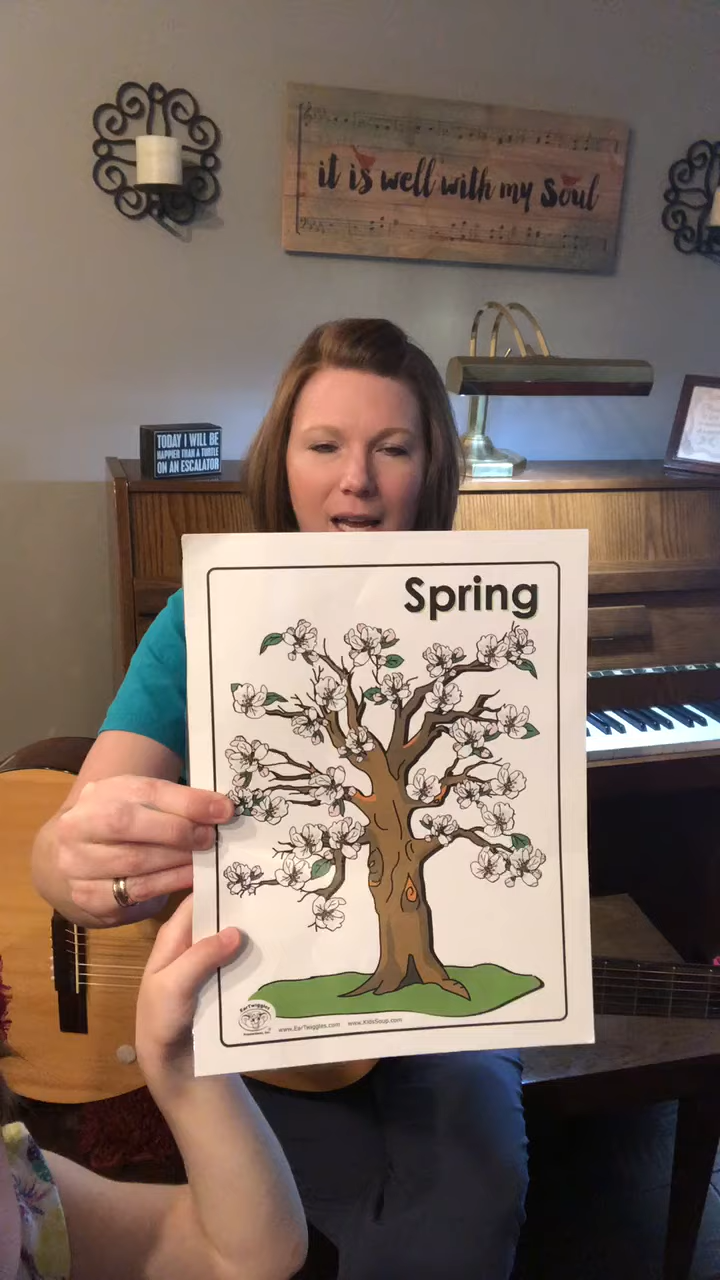 it is well with my Soul
TODAY I WILL BE
HAPPIER THAN A TURTLE
ON AN ESCALATOR
Spring
EarTwiggles
www.EarTwiggles.com www.KidsSoup.com